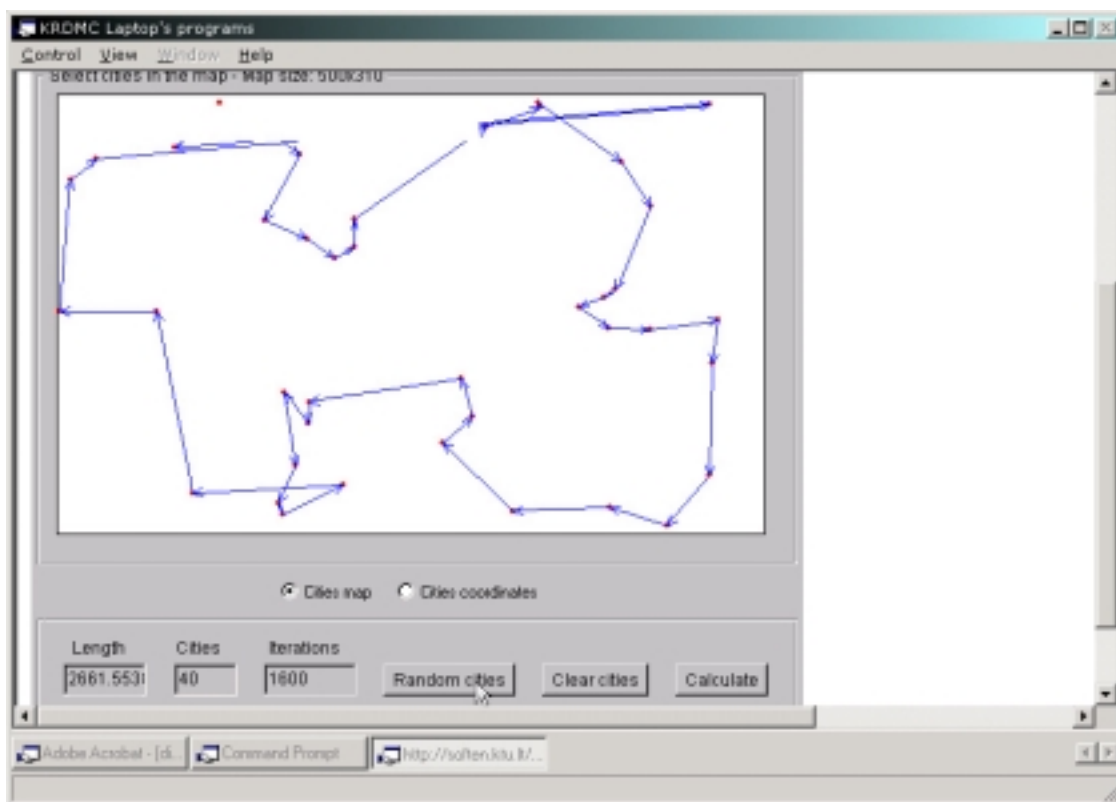 KRDMC Laptop's programs
Control View Window Help
Select cities in the map - Map size: 500x310
Cities map Cities coordinates
Length Cities Iterations
2661.553 40 1600 Random cities Clear cities Calculate
Adobe Acrobat - [di... Command Prompt http://soften.ktu.lt/...